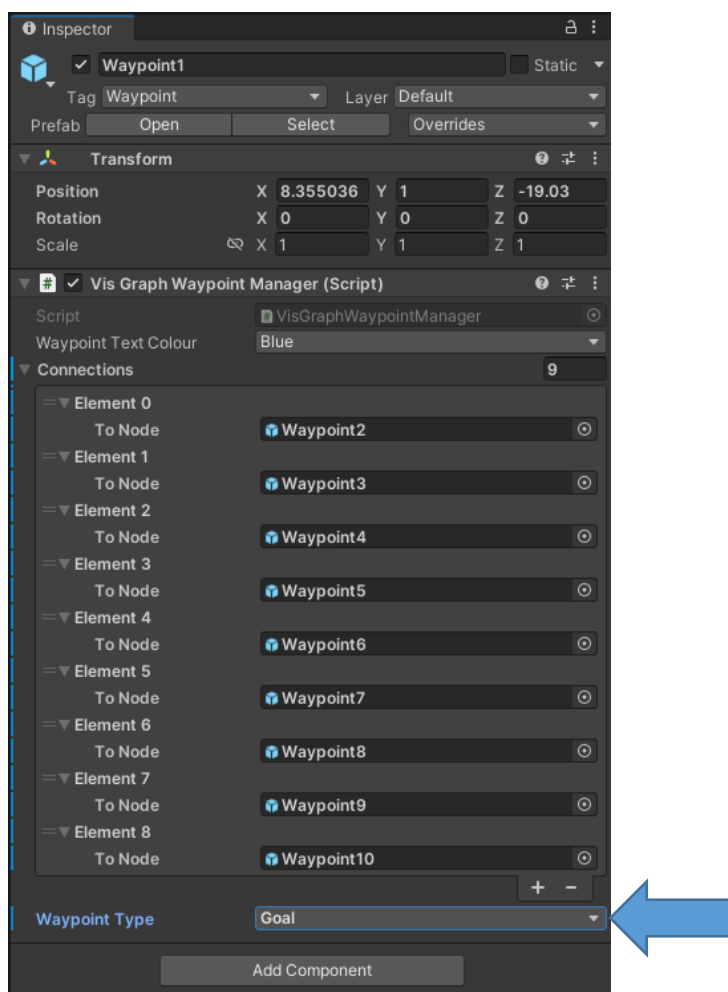 Inspector
Waypoint1 Static
Tag Waypoint Layer Default
Prefab Open Select Overrides
Transform
Position X 8.355036 Y 1 Z -19.03
Rotation X 0 Y 0 Z 0
Scale X 1 Y 1 Z 1
# Vis Graph Waypoint Manager (Script)
Script # VisGraphWaypointManager
Waypoint Text Colour Blue
Connections 9
Element 0
To Node Waypoint2
Element 1
To Node Waypoint3
Element 2
To Node Waypoint4
Element 3
To Node Waypoint5
Element 4
To Node Waypoint6
Element 5
To Node Waypoint7
Element 6
To Node Waypoint8
Element 7
To Node Waypoint9
Element 8
To Node Waypoint10
+ −
Waypoint Type Goal
Add Component